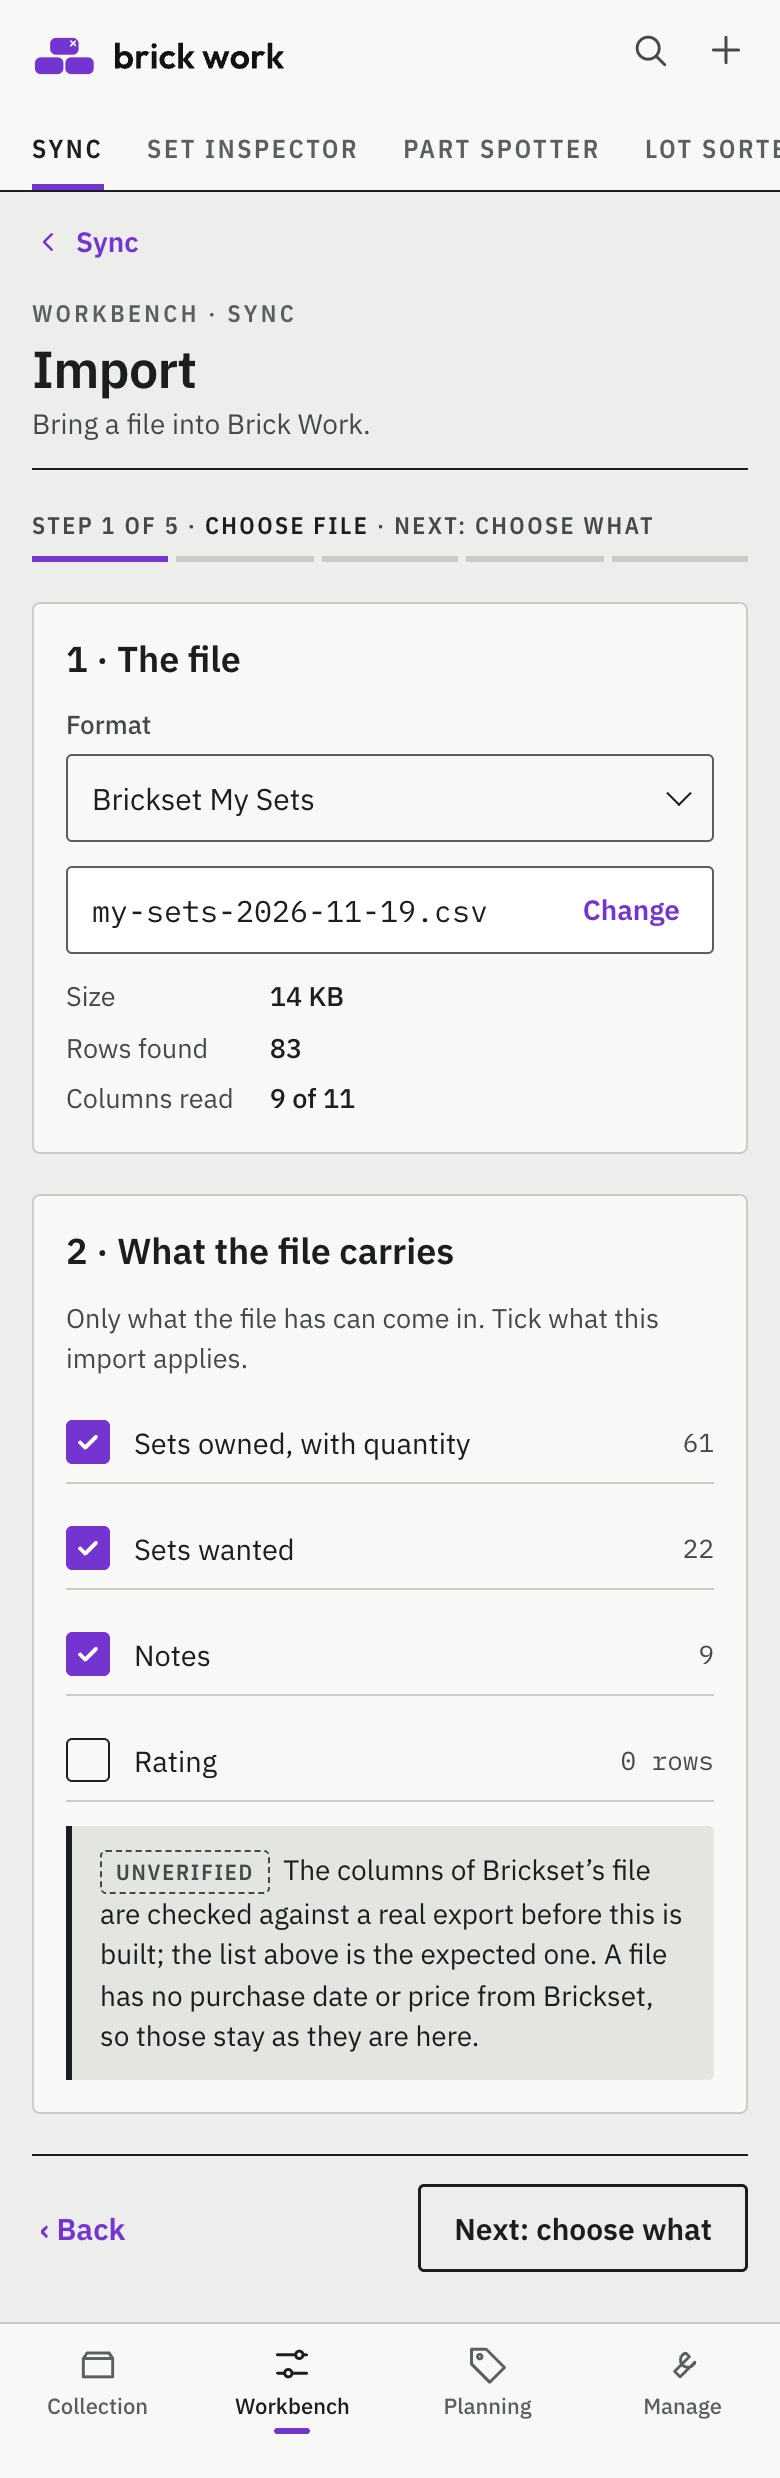 brick work
SYNC SET INSPECTOR PART SPOTTER LOT SORTE
Sync
WORKBENCH · SYNC
Import
Bring a file into Brick Work.
STEP 1 OF 5 · CHOOSE FILE · NEXT: CHOOSE WHAT
1 · The file
Format
Brickset My Sets
my-sets-2026-11-19.csv Change
Size 14 KB
Rows found 83
Columns read 9 of 11
2 · What the file carries
Only what the file has can come in. Tick what this
import applies.
Sets owned, with quantity 61
Sets wanted 22
Notes 9
Rating 0 rows
UNVERIFIED The columns of Brickset’s file
are checked against a real export before this is
built; the list above is the expected one. A file
has no purchase date or price from Brickset,
so those stay as they are here.
‹ Back Next: choose what
Collection Workbench Planning Manage